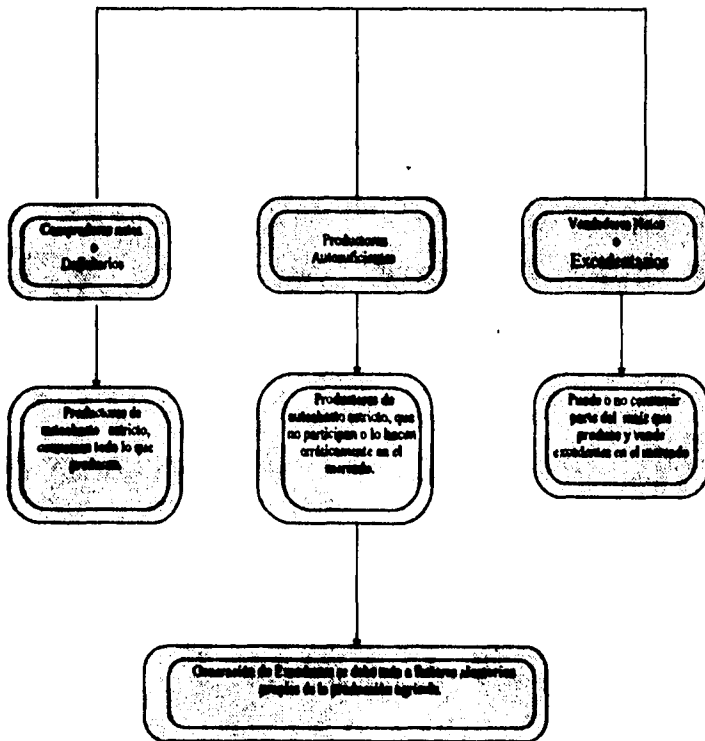 Compradores netos
o
Deficitarios
Productores
Autosuficientes
Vendedores Netos
o
Excedentarios
Productores de
autoabasto estricto,
consumen todo lo que
producen.
Productores de
autoabasto estricto, que
no participan o lo hacen
erráticamente en el
mercado.
Puede o no consumir
parte del maíz que
produce y vende
excedentes en el mercado
Generación de Excedentes se debe más a factores aleatorios
propios de la producción agrícola.